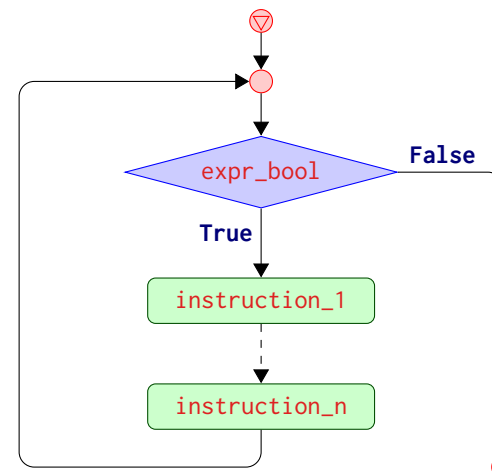 False
expr_bool
True
instruction_1
instruction_n